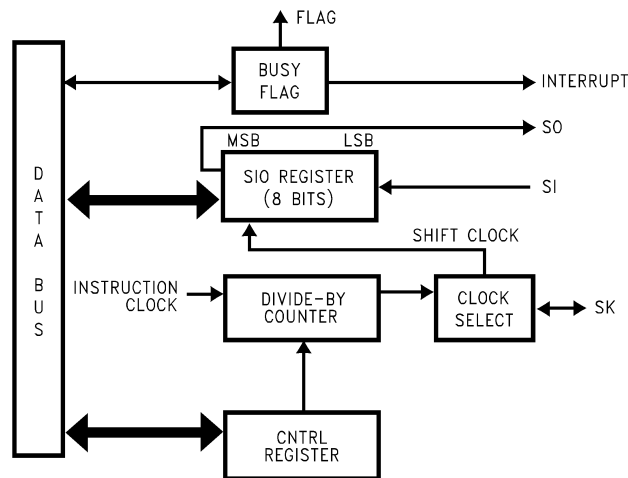 FLAG
BUSY
FLAG
INTERRUPT
SO
MSB
LSB
SIO REGISTER
(8 BITS)
SI
DATA BUS
SHIFT CLOCK
INSTRUCTION
CLOCK
DIVIDE-BY
COUNTER
CLOCK
SELECT
SK
CNTRL
REGISTER